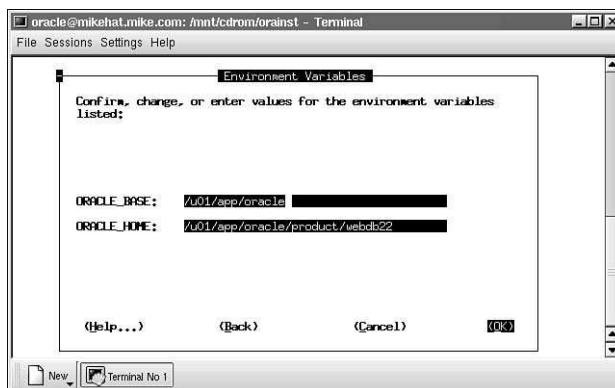 oracle@mikehat.mike.com: /mnt/cdrom/orainst - Terminal
File Sessions Settings Help
Environment Variables
Confirm, change, or enter values for the environment variables
listed:
ORACLE_BASE: /u01/app/oracle
ORACLE_HOME: /u01/app/oracle/product/webdb22
(Help...) (Back) (Cancel) (OK)
New Terminal No 1